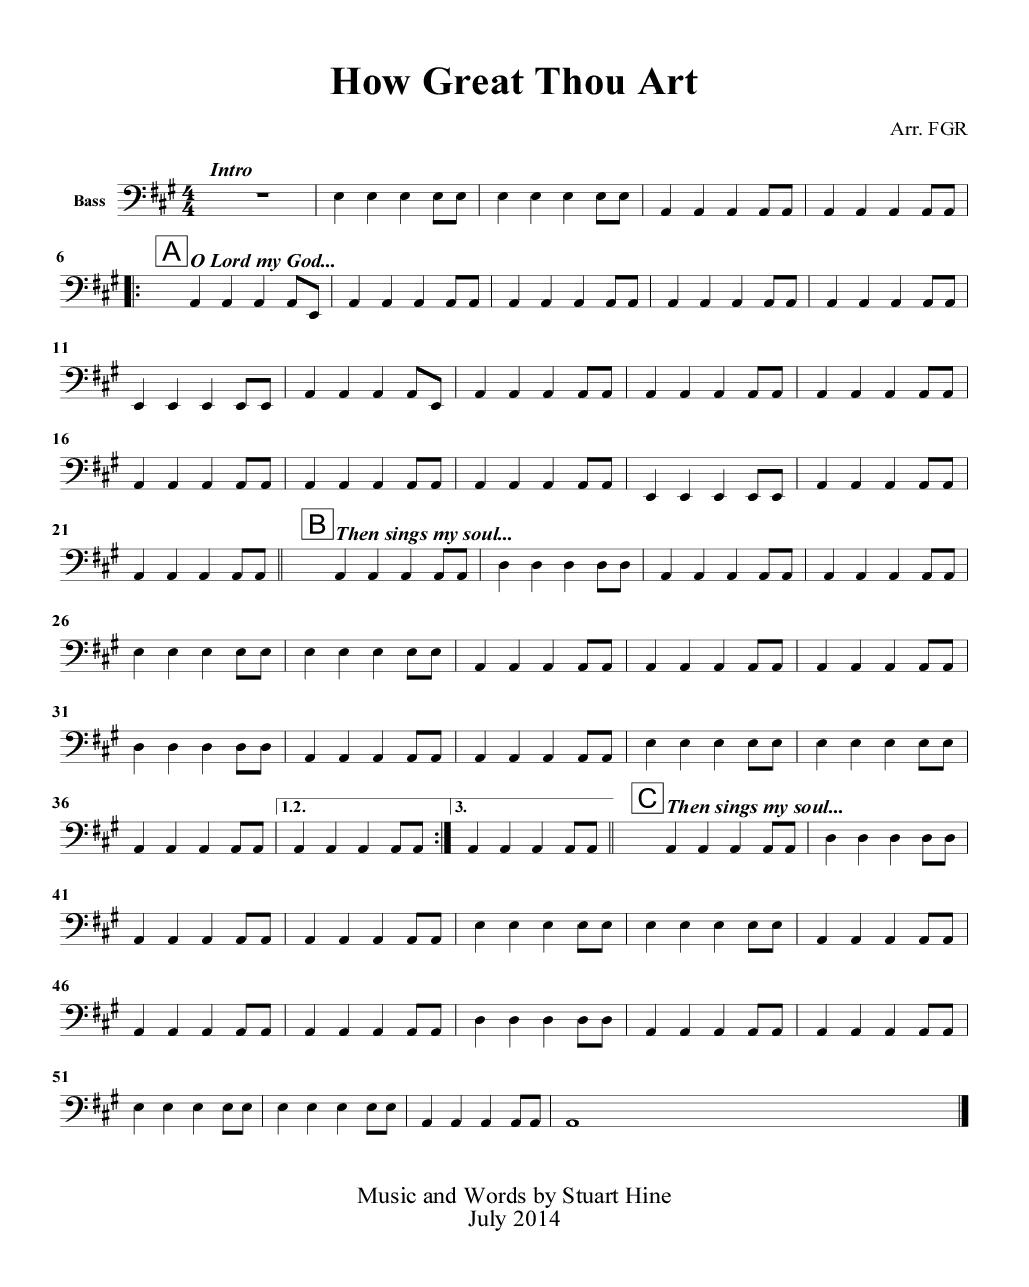 How Great Thou Art
Arr. FGR
Intro
Bass
4
4
6
A
O Lord my God...
11
16
21
B
Then sings my soul...
26
31
36
1.2.
3.
C
Then sings my soul...
41
46
51
Music and Words by Stuart Hine
July 2014